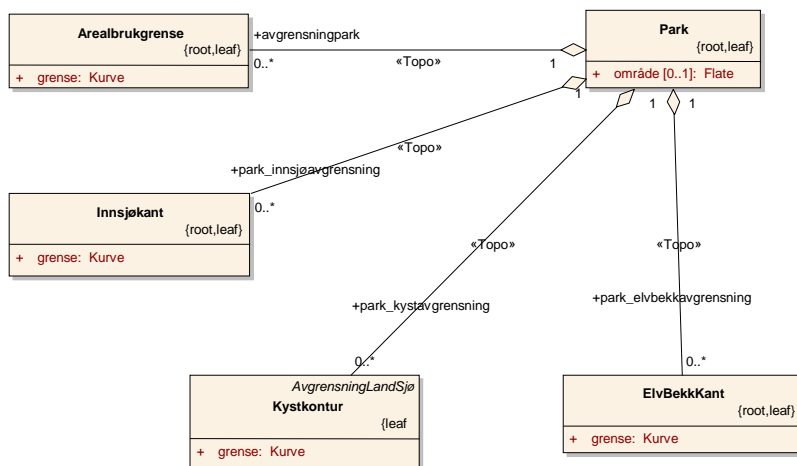 Arealbrukgrense
{root,leaf}
+ grense: Kurve
+avgrensningpark
0..*
«Topo»
1
Park
{root,leaf}
+ område [0..1]: Flate
1
«Topo»
+park_innsjøavgrensning
0..*
Innsjøkant
{root,leaf}
+ grense: Kurve
1
«Topo»
+park_kystavgrensning
0..*
1
«Topo»
+park_elvbekkavgrensning
0..*
AvgrensningLandSjø
Kystkontur
{leaf
+ grense: Kurve
ElvBekkKant
{root,leaf}
+ grense: Kurve